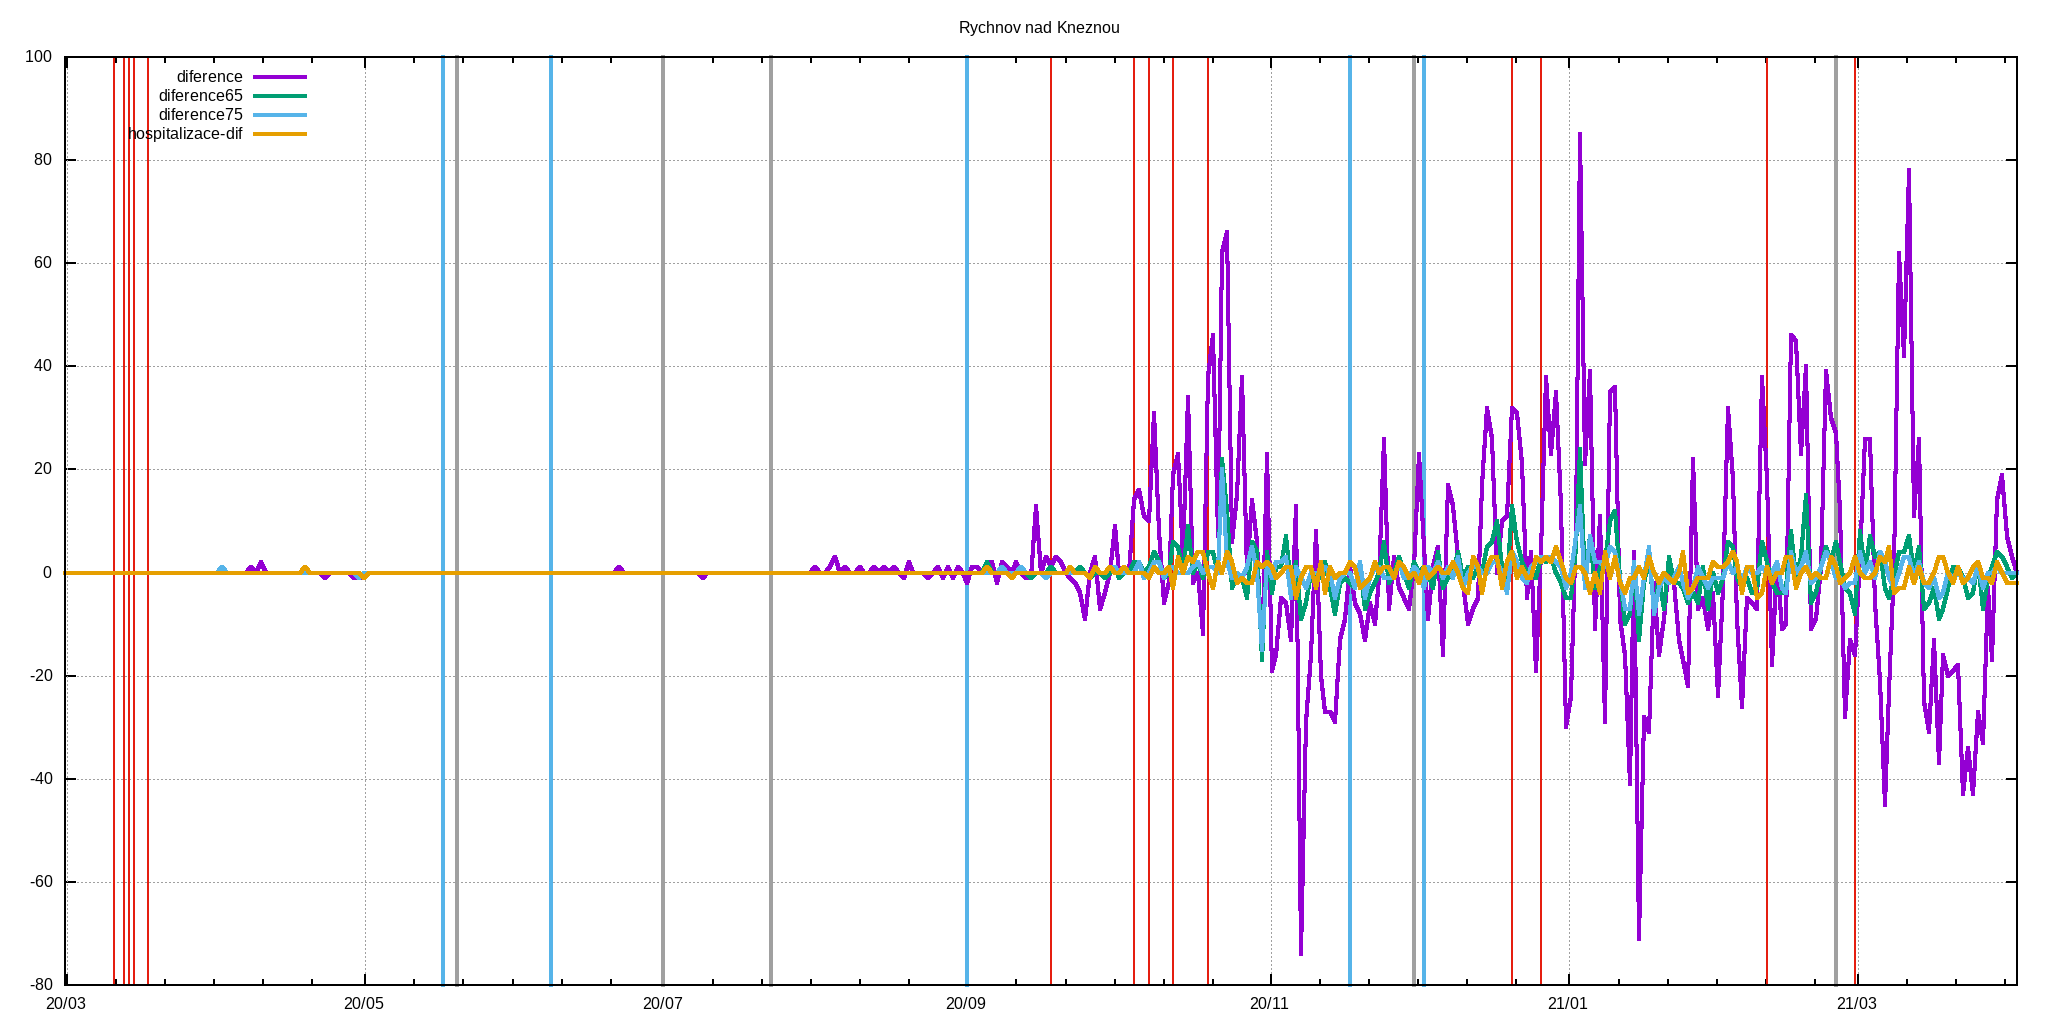 Rychnov nad Kneznou
100
80
60
40
20
0
-20
-40
-60
-80
diference
diference65
diference75
hospitalizace-dif
20/03 20/05 20/07 20/09 20/11 21/01 21/03